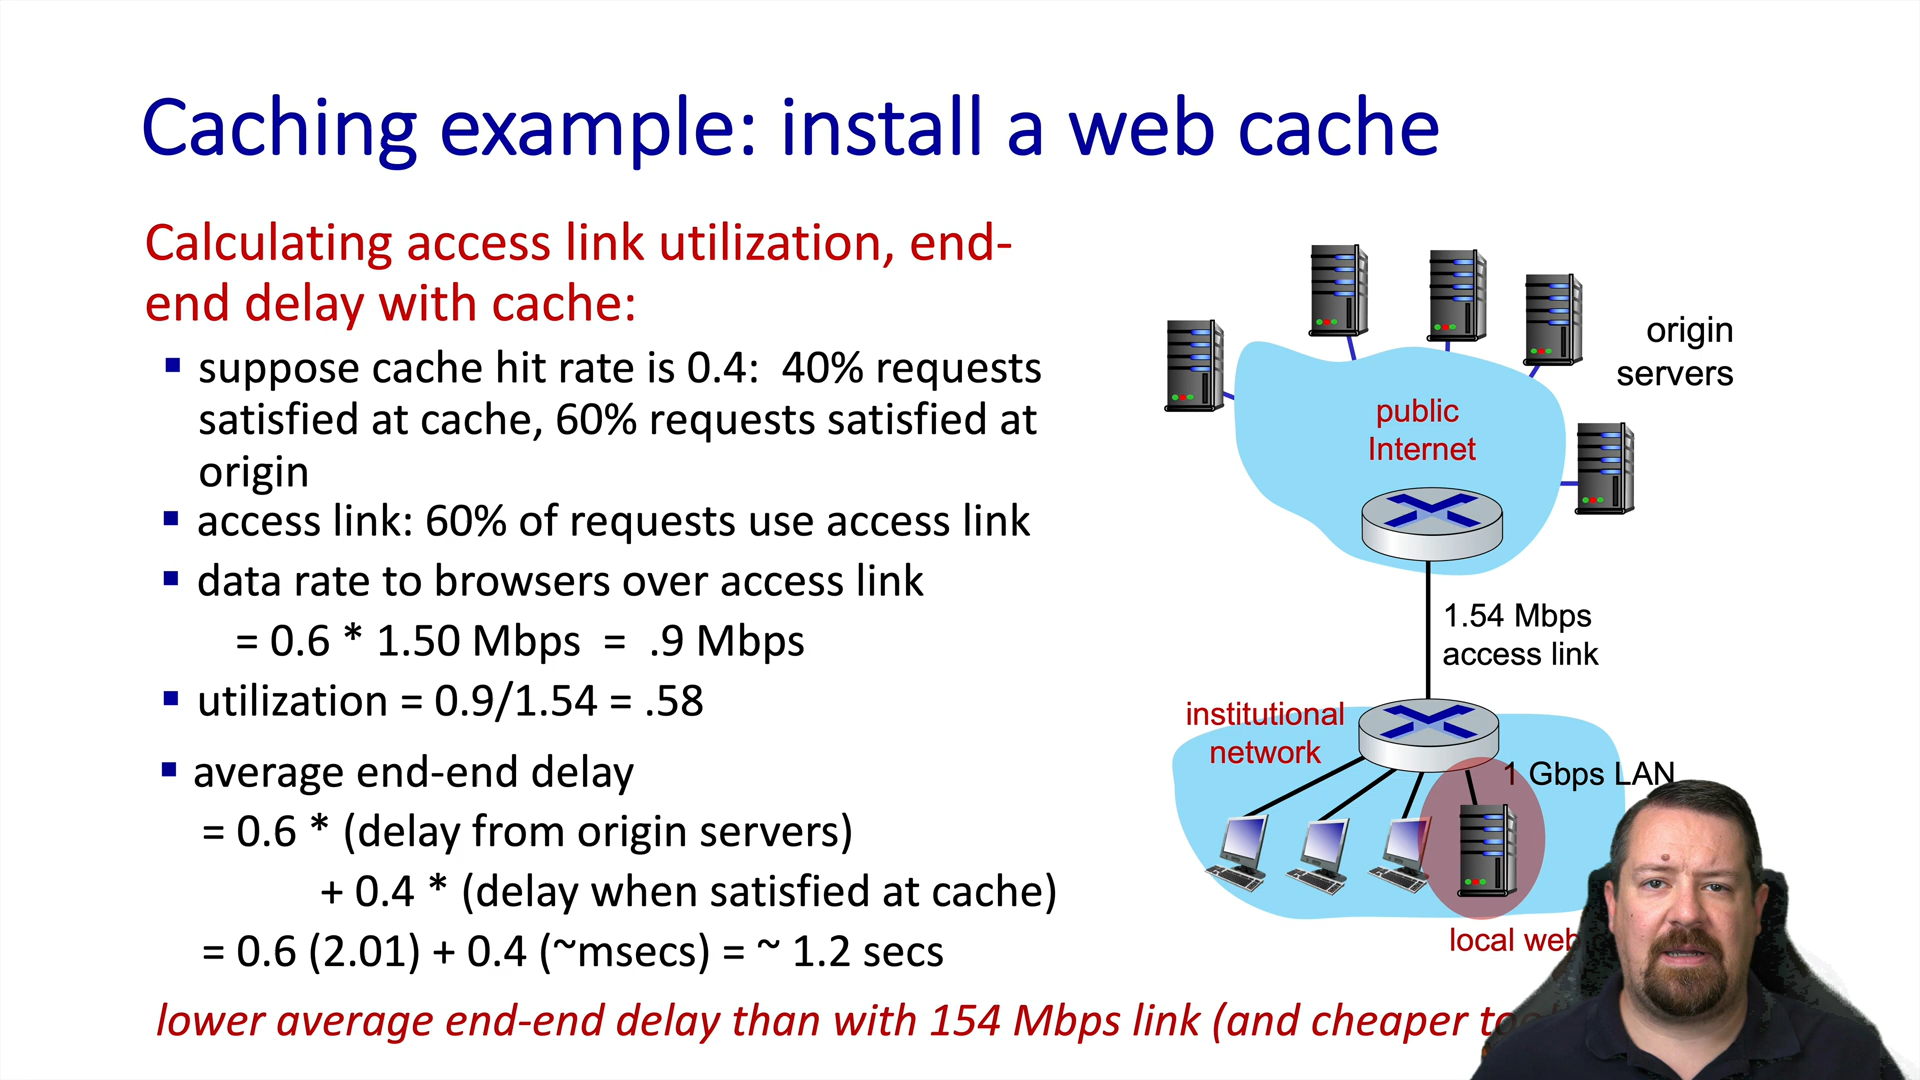 Caching example: install a web cache
Calculating access link utilization, end-
end delay with cache:
▪ suppose cache hit rate is 0.4: 40% requests
satisfied at cache, 60% requests satisfied at
origin
▪ access link: 60% of requests use access link
▪ data rate to browsers over access link
= 0.6 * 1.50 Mbps = .9 Mbps
▪ utilization = 0.9/1.54 = .58
▪ average end-end delay
= 0.6 * (delay from origin servers)
+ 0.4 * (delay when satisfied at cache)
= 0.6 (2.01) + 0.4 (~msecs) = ~ 1.2 secs
lower average end-end delay than with 154 Mbps link (and cheaper
origin
servers
public
Internet
1.54 Mbps
access link
institutional
network
1 Gbps LAN
local web